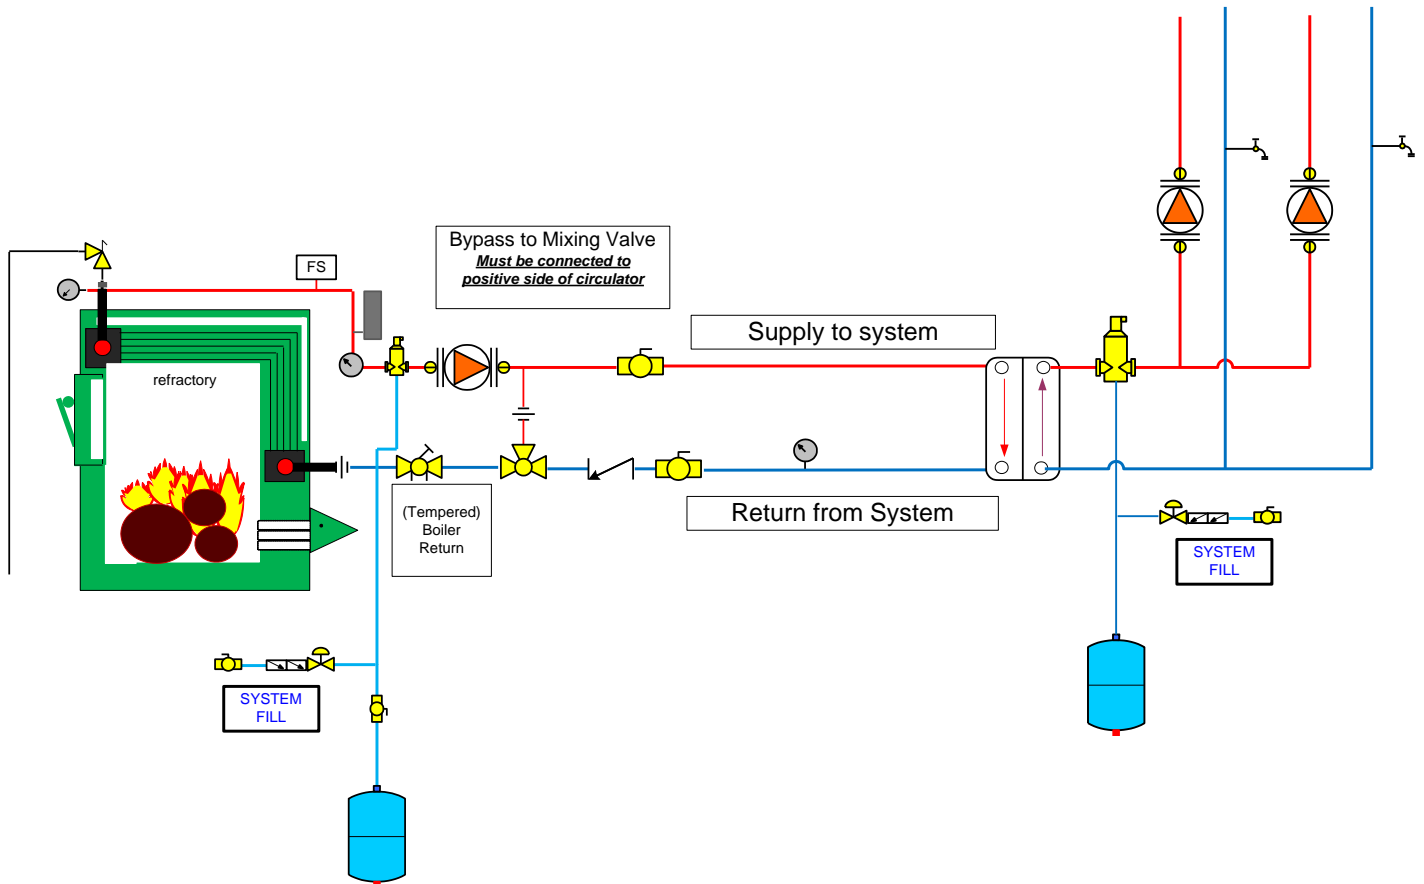 FS
Bypass to Mixing Valve
Must be connected to
positive side of circulator
Supply to system
refractory
(Tempered)
Boiler
Return
Return from System
SYSTEM
FILL
SYSTEM
FILL